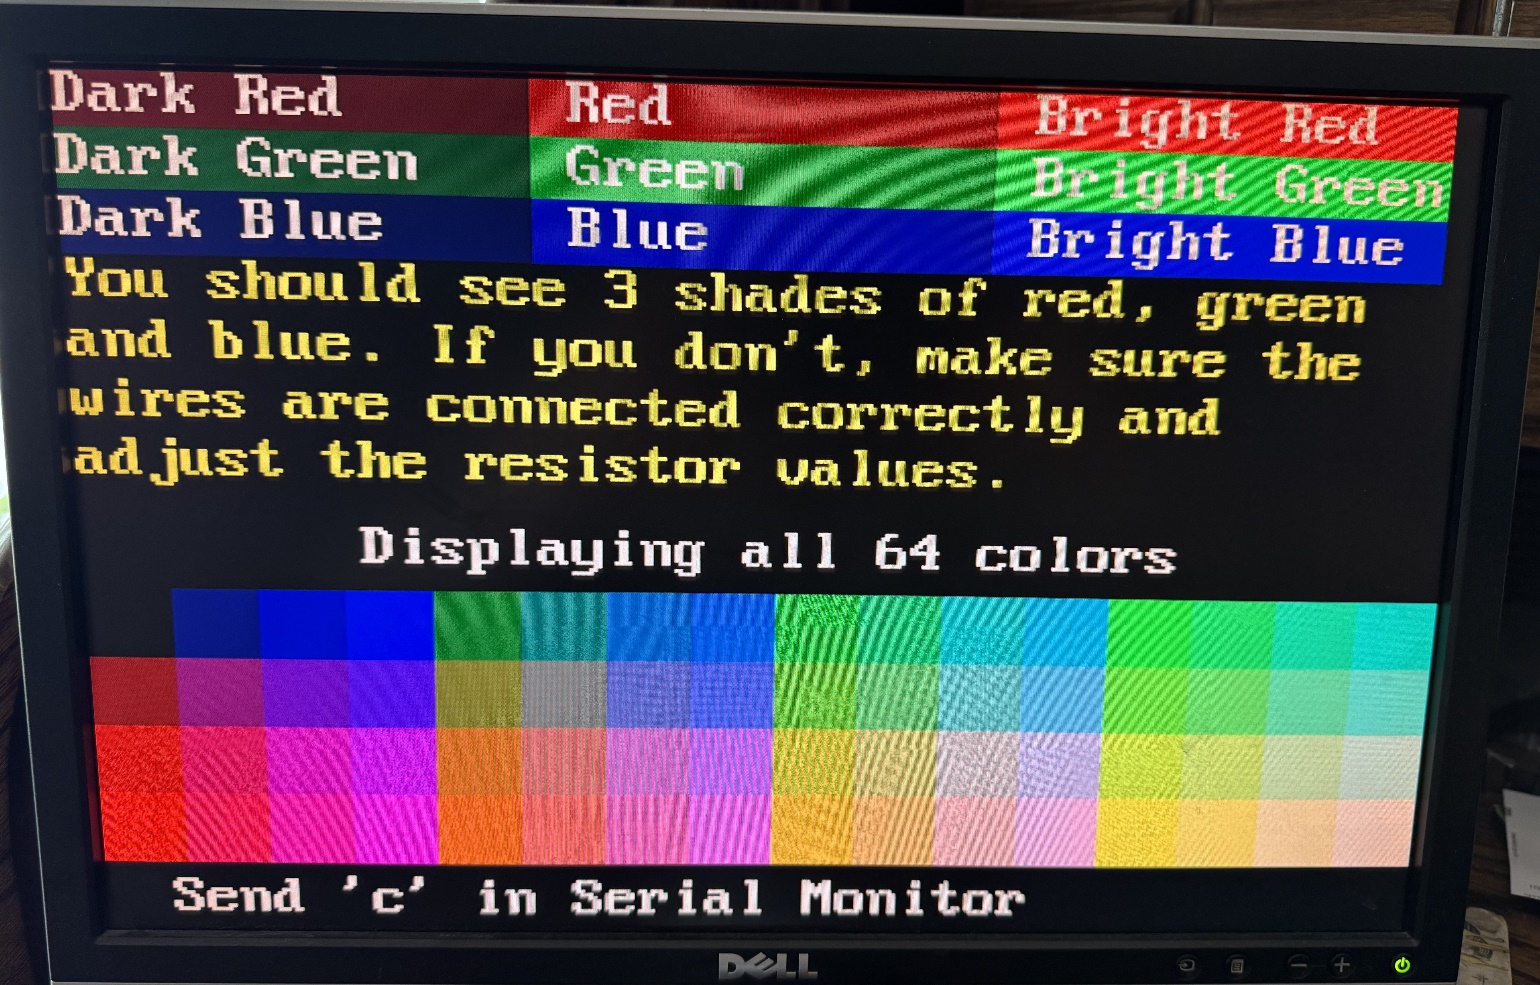 Dark Red Red Bright Red
Dark Green Green Bright Green
Dark Blue Blue Bright Blue
You should see 3 shades of red, green
and blue. If you don't, make sure the
wires are connected correctly and
adjust the resistor values.
Displaying all 64 colors
Send 'c' in Serial Monitor
DELL